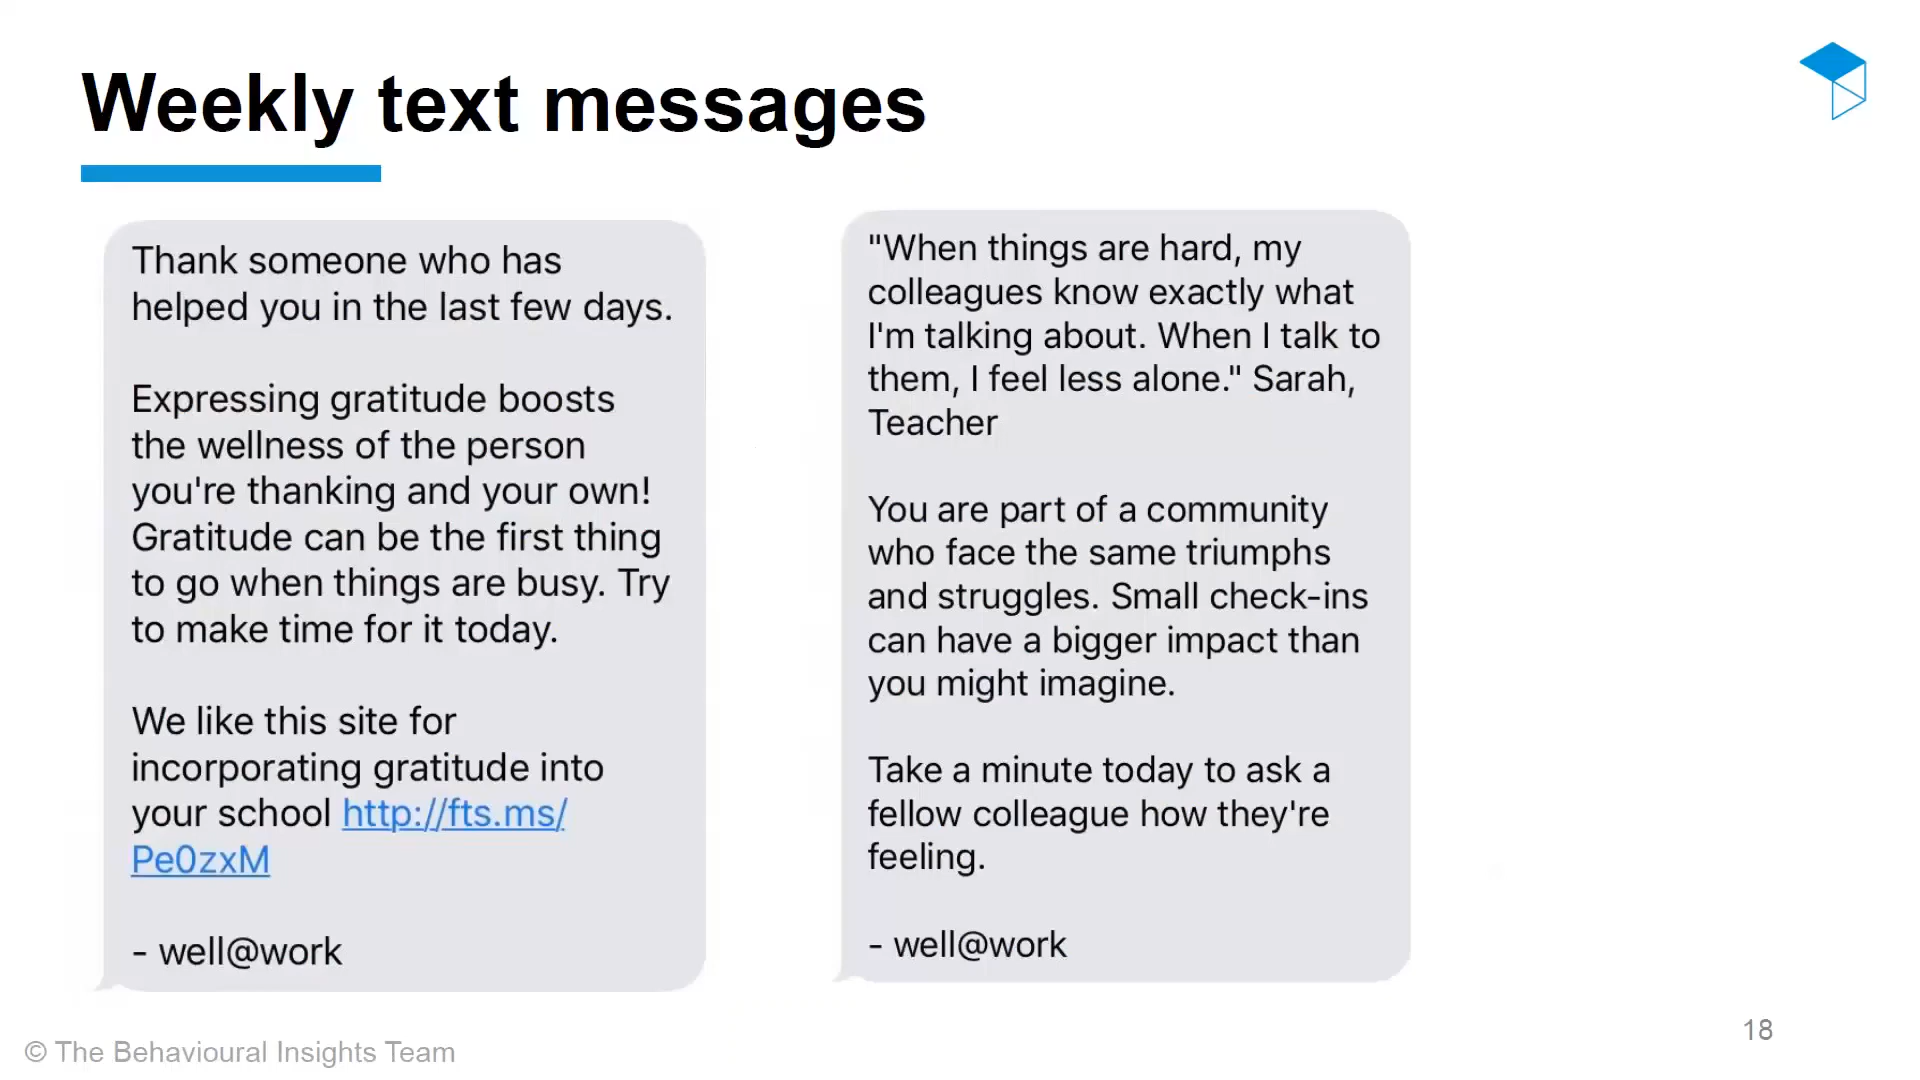 Weekly text messages
Thank someone who has
helped you in the last few days.
Expressing gratitude boosts
the wellness of the person
you're thanking and your own!
Gratitude can be the first thing
to go when things are busy. Try
to make time for it today.
We like this site for
incorporating gratitude into
your school http://fts.ms/
Pe0zxM
- well@work
"When things are hard, my
colleagues know exactly what
I'm talking about. When I talk to
them, I feel less alone." Sarah,
Teacher
You are part of a community
who face the same triumphs
and struggles. Small check-ins
can have a bigger impact than
you might imagine.
Take a minute today to ask a
fellow colleague how they're
feeling.
- well@work
18
© The Behavioural Insights Team